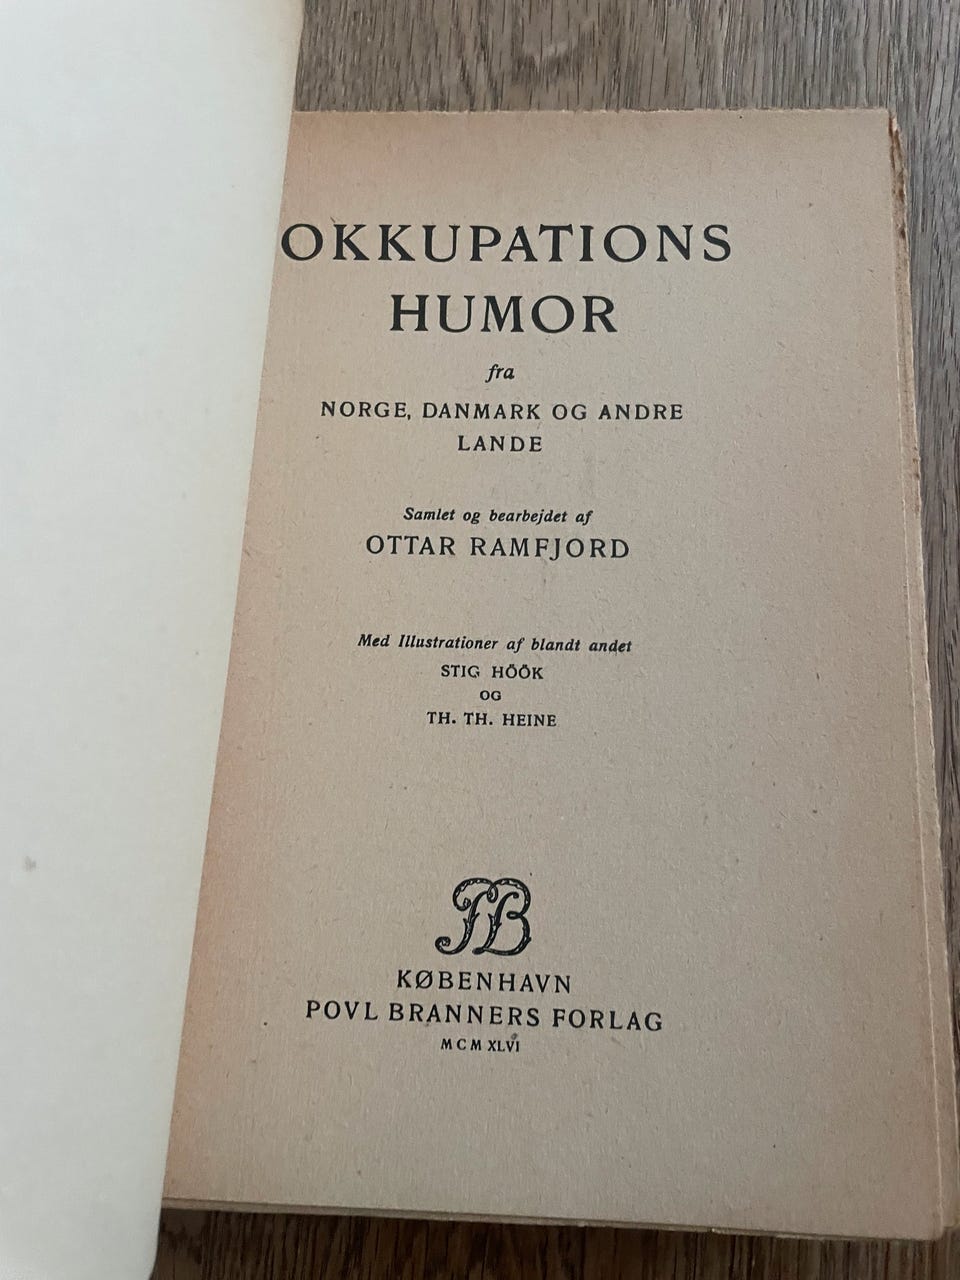 OKKUPATIONS
HUMOR
fra
NORGE, DANMARK OG ANDRE
LANDE
Samlet og bearbejdet af
OTTAR RAMFJORD
Med Illustrationer af blandt andet
STIG HÖÖK
OG
TH. TH. HEINE
PB
KØBENHAVN
POVL BRANNERS FORLAG
MCMXLVI